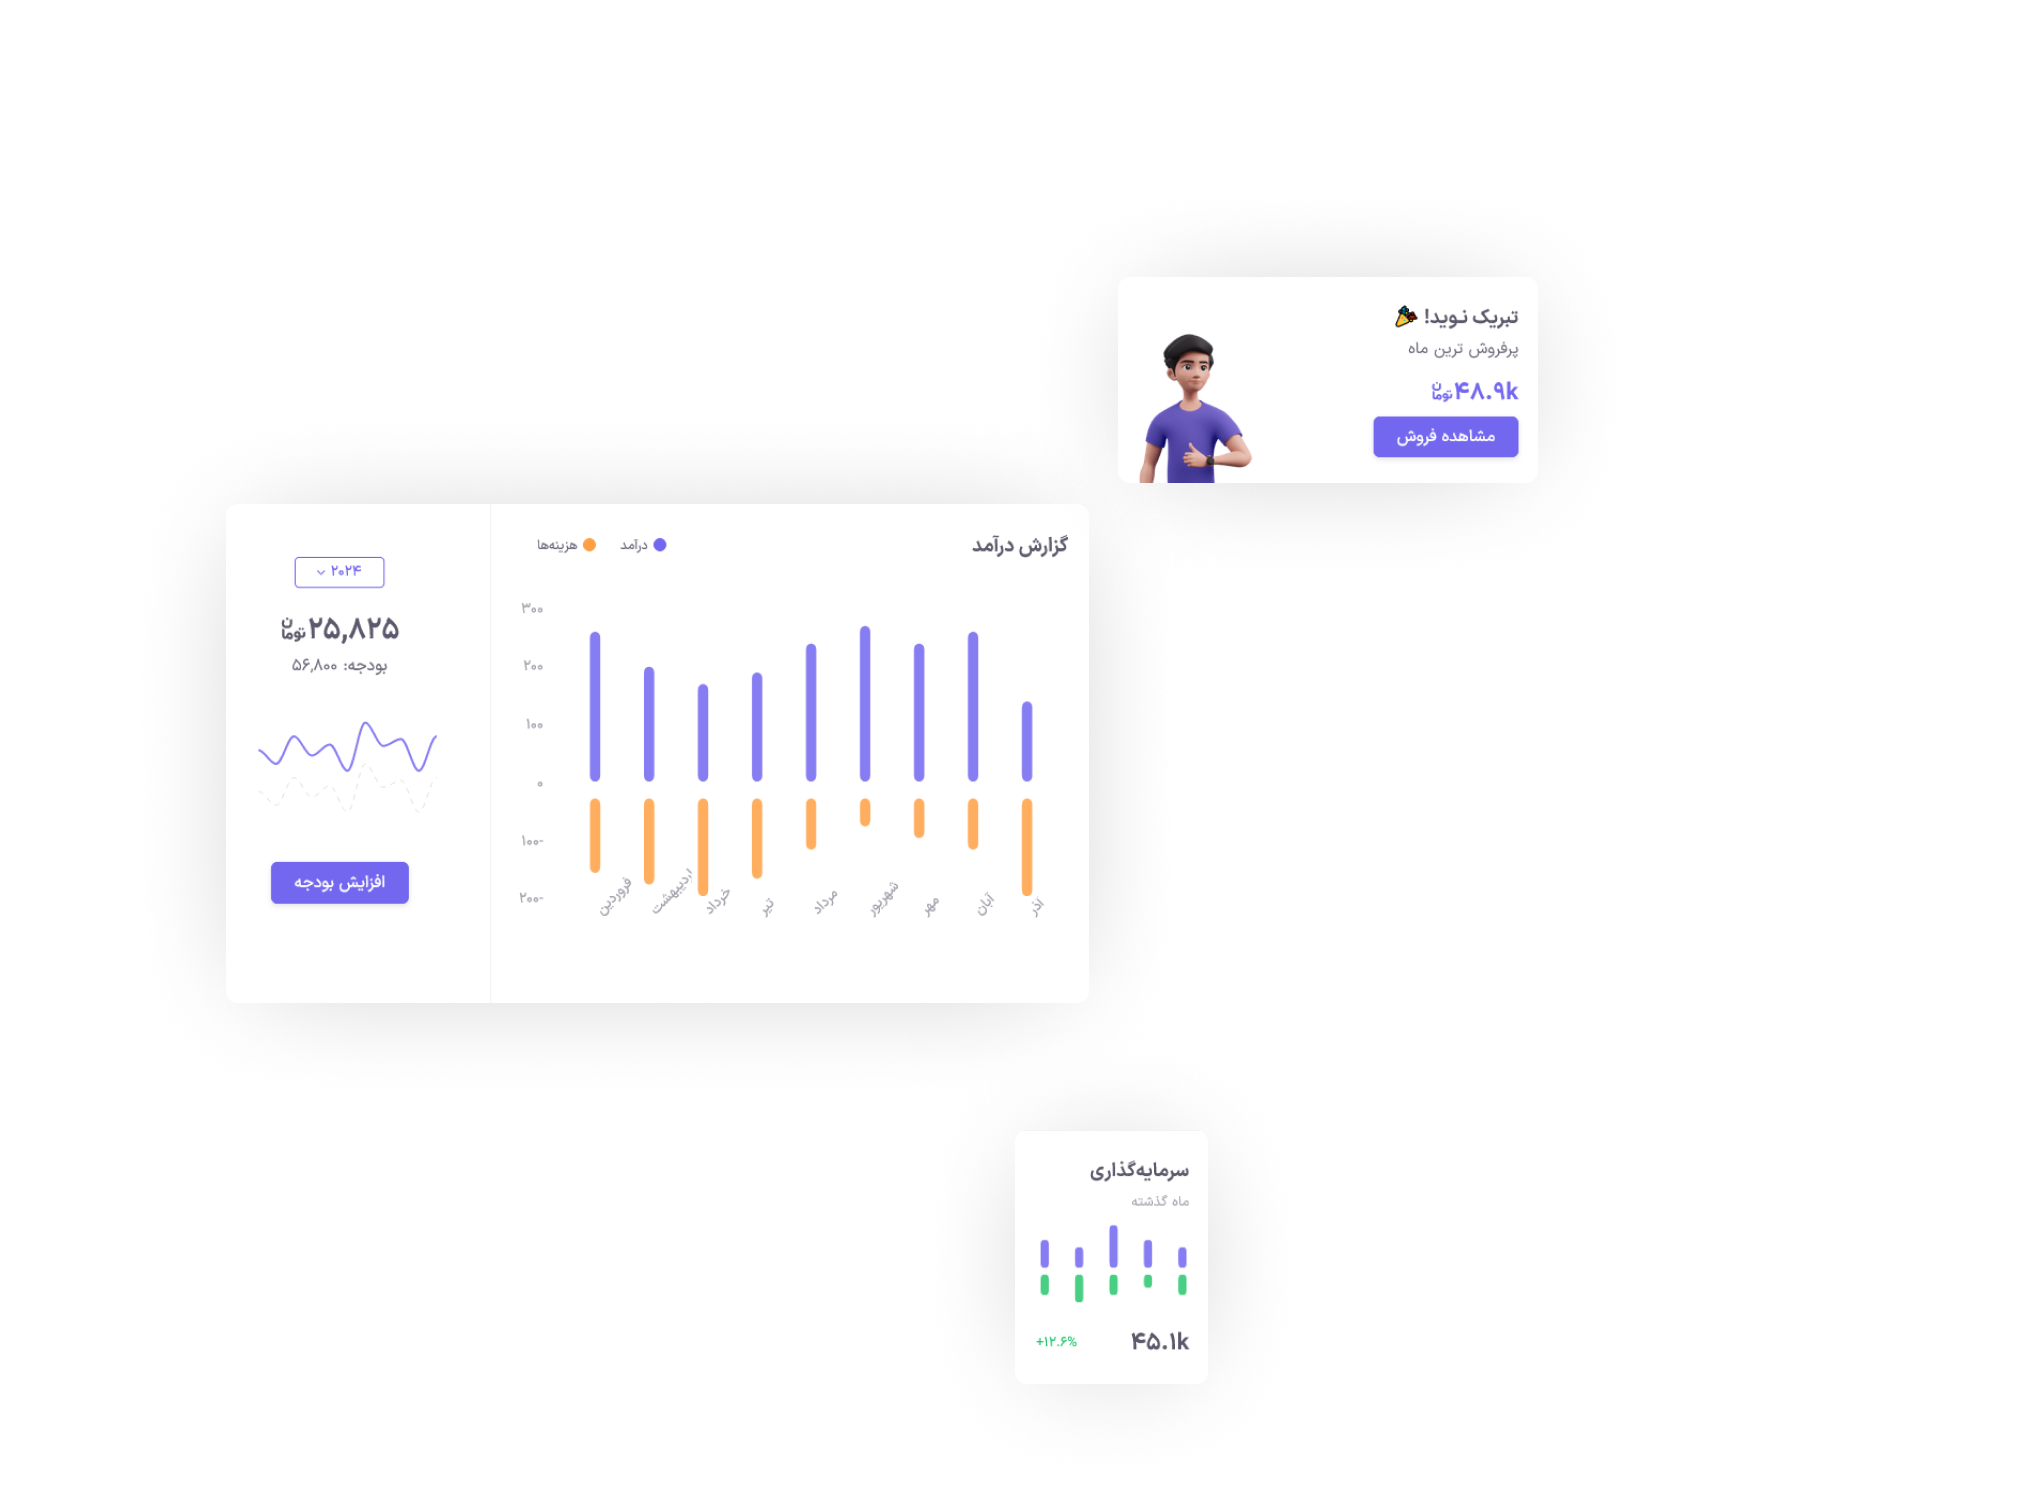 تبریک نوید! 🎉
پرفروش ترین ماه
۴۸.۹k تومان
مشاهده فروش
گزارش درآمد
درآمد
هزینه‌ها
۳۰۰
۲۰۰
۱۰۰
۰
-۱۰۰
-۲۰۰
فروردین
اردیبهشت
خرداد
تیر
مرداد
شهریور
مهر
آبان
آذر
۲۰۲۴
۲۵,۸۲۵ تومان
بودجه: ۵۶,۸۰۰
افزایش بودجه
سرمایه‌گذاری
ماه گذشته
۴۵.۱k
+۱۲.۶%